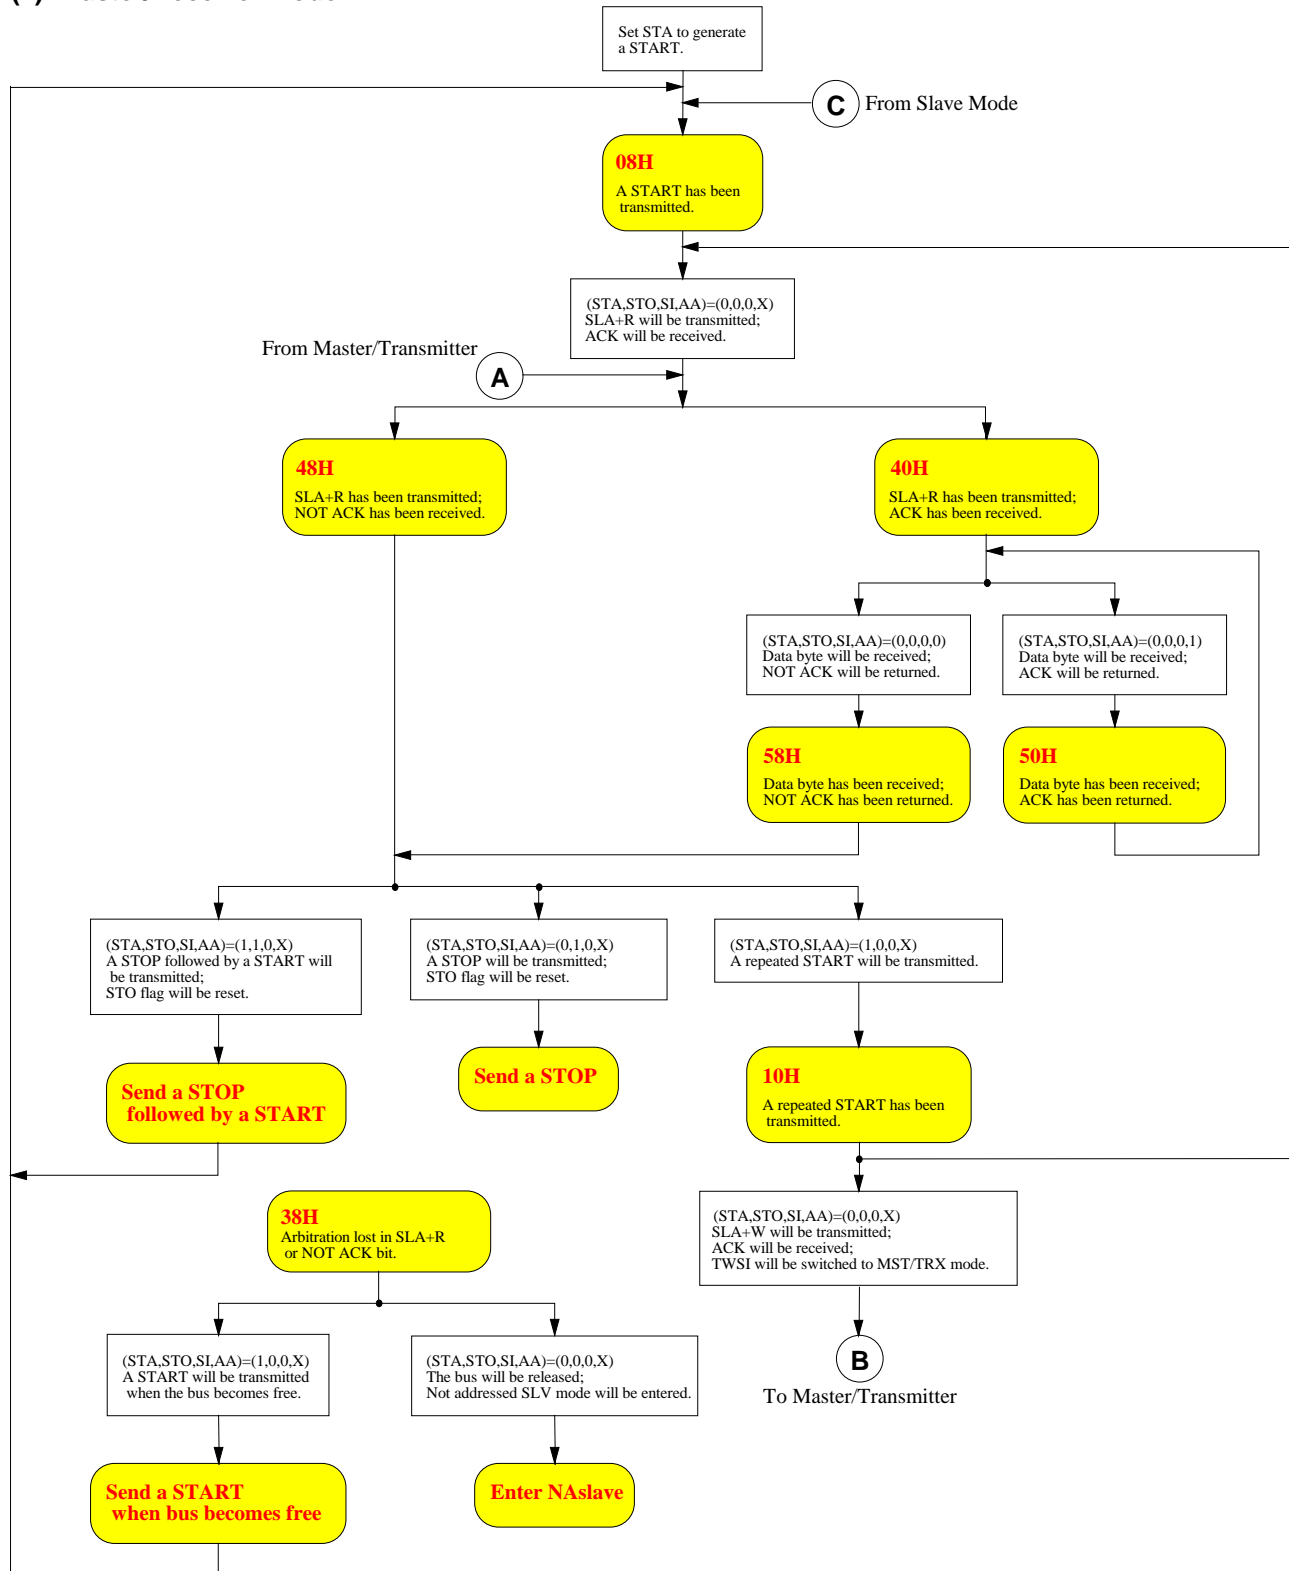 Set STA to generate
a START.
C
From Slave Mode
08H
A START has been
transmitted.
(STA,STO,SI,AA)=(0,0,0,X)
SLA+R will be transmitted;
ACK will be received.
From Master/Transmitter
A
48H
SLA+R has been transmitted;
NOT ACK has been received.
40H
SLA+R has been transmitted;
ACK has been received.
(STA,STO,SI,AA)=(0,0,0,0)
Data byte will be received;
NOT ACK will be returned.
(STA,STO,SI,AA)=(0,0,0,1)
Data byte will be received;
ACK will be returned.
58H
Data byte has been received;
NOT ACK has been returned.
50H
Data byte has been received;
ACK has been returned.
(STA,STO,SI,AA)=(1,1,0,X)
A STOP followed by a START will
be transmitted;
STO flag will be reset.
(STA,STO,SI,AA)=(0,1,0,X)
A STOP will be transmitted;
STO flag will be reset.
(STA,STO,SI,AA)=(1,0,0,X)
A repeated START will be transmitted.
Send a STOP
followed by a START
Send a STOP
10H
A repeated START has been
transmitted.
38H
Arbitration lost in SLA+R
or NOT ACK bit.
(STA,STO,SI,AA)=(0,0,0,X)
SLA+W will be transmitted;
ACK will be received;
TWSI will be switched to MST/TRX mode.
(STA,STO,SI,AA)=(1,0,0,X)
A START will be transmitted
when the bus becomes free.
(STA,STO,SI,AA)=(0,0,0,X)
The bus will be released;
Not addressed SLV mode will be entered.
B
To Master/Transmitter
Send a START
when bus becomes free
Enter NAslave